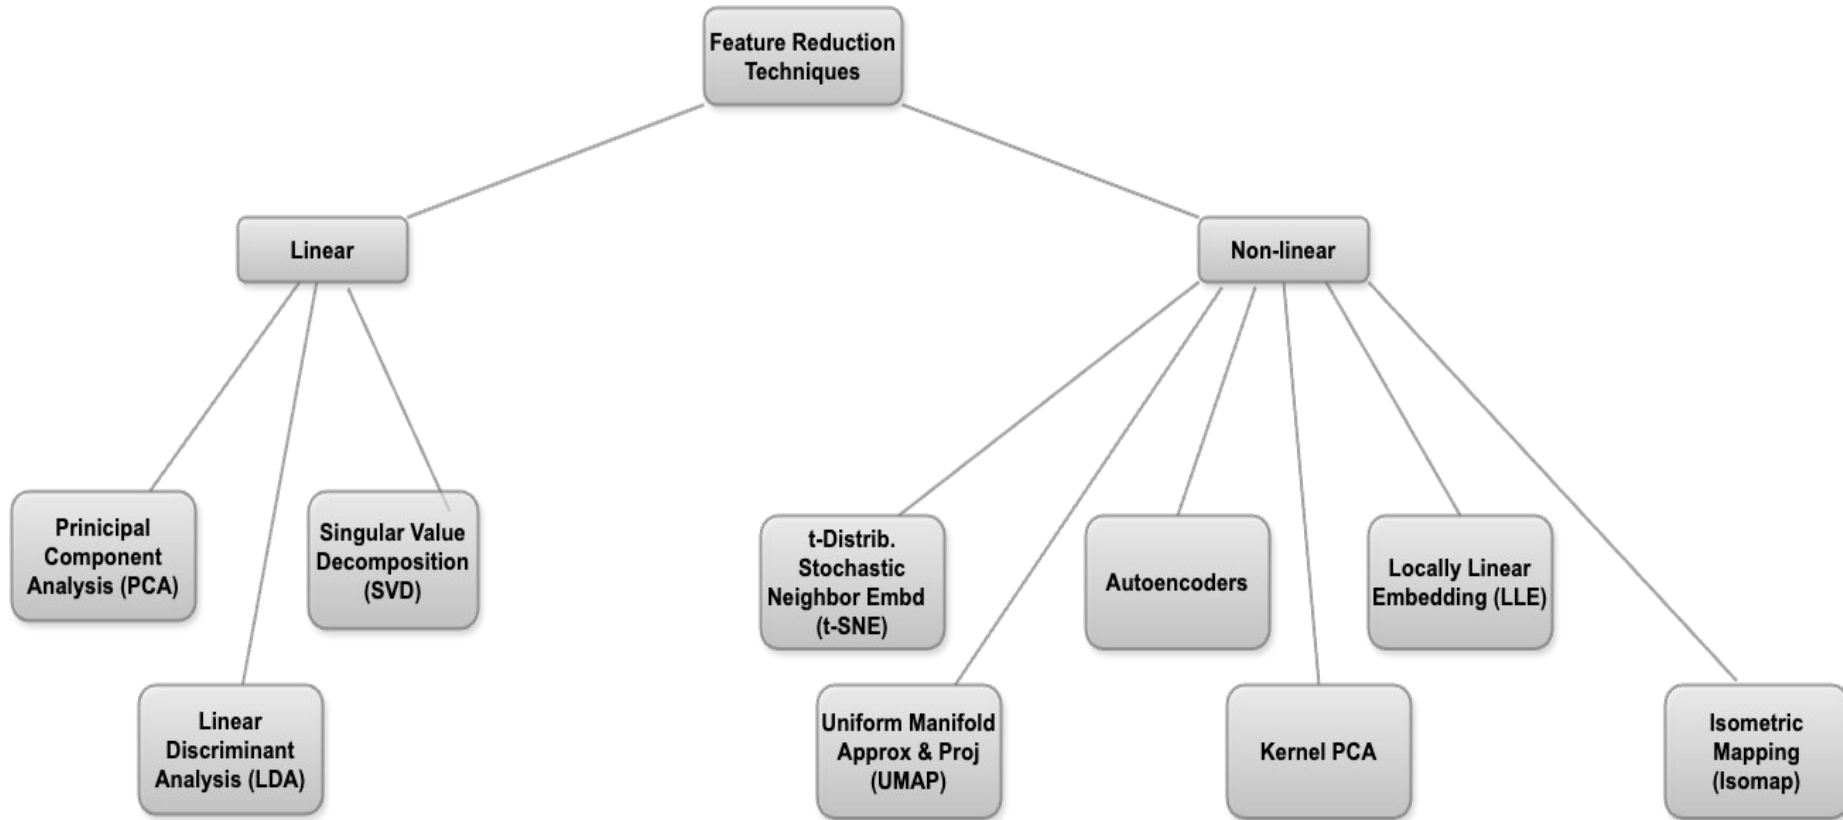 Feature Reduction
Techniques
Linear
Non-linear
Prinicipal
Component
Analysis (PCA)
Singular Value
Decomposition
(SVD)
Linear
Discriminant
Analysis (LDA)
t-Distrib.
Stochastic
Neighbor Embd
(t-SNE)
Autoencoders
Locally Linear
Embedding (LLE)
Uniform Manifold
Approx & Proj
(UMAP)
Kernel PCA
Isometric
Mapping
(Isomap)